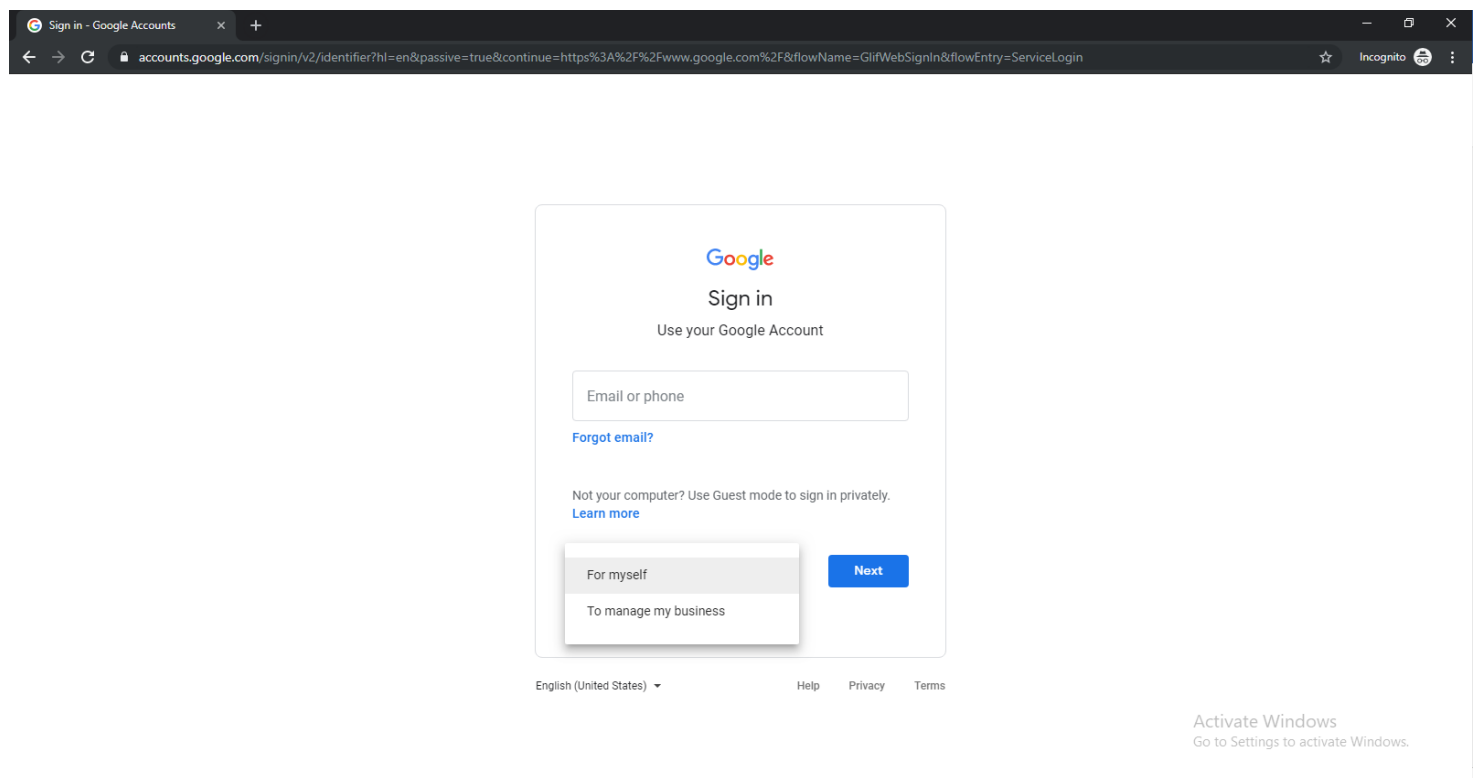 Sign in - Google Accounts
accounts.google.com/signin/v2/identifier?hl=en&passive=true&continue=https%3A%2F%2Fwww.google.com%2F&flowName=GlifWebSignIn&flowEntry=ServiceLogin
Incognito
Google
Sign in
Use your Google Account
Email or phone
Forgot email?
Not your computer? Use Guest mode to sign in privately.
Learn more
For myself
Next
To manage my business
English (United States)
Help Privacy Terms
Activate Windows
Go to Settings to activate Windows.